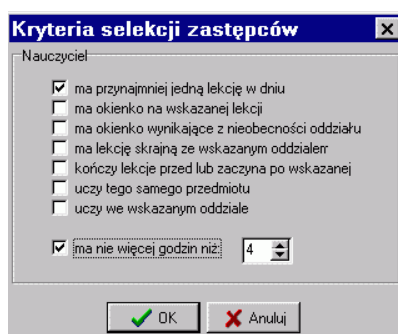 Kryteria selekcji zastępców
Nauczyciel
ma przynajmniej jedną lekcję w dniu
ma okienko na wskazanej lekcji
ma okienko wynikające z nieobecności oddziału
ma lekcję skrajną ze wskazanym oddziałem
kończy lekcje przed lub zaczyna po wskazanej
uczy tego samego przedmiotu
uczy we wskazanym oddziale
ma nie więcej godzin niż: 4
OK Anuluj